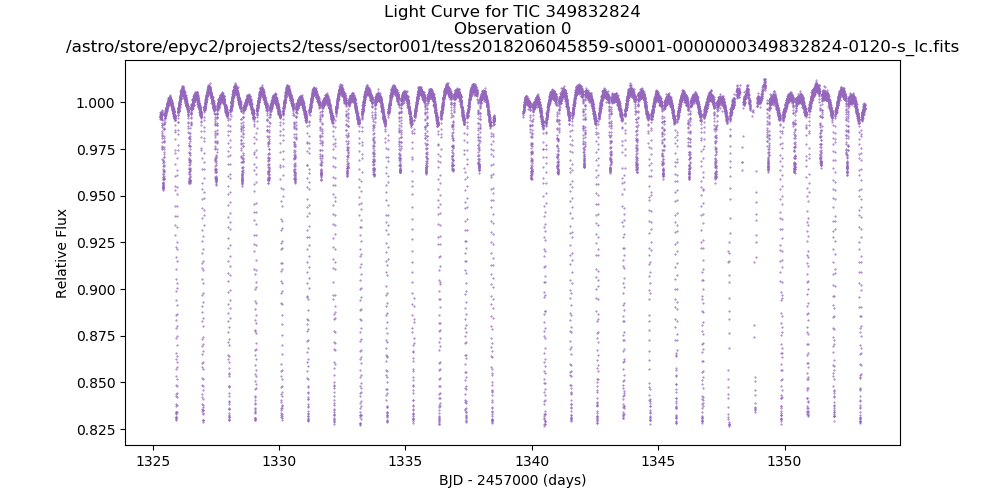 Light Curve for TIC 349832824
Observation 0
/astro/store/epyc2/projects2/tess/sector001/tess2018206045859-s0001-0000000349832824-0120-s_lc.fits
1.000
0.975
0.950
0.925
0.900
0.875
0.850
0.825
Relative Flux
1325 1330 1335 1340 1345 1350
BJD - 2457000 (days)